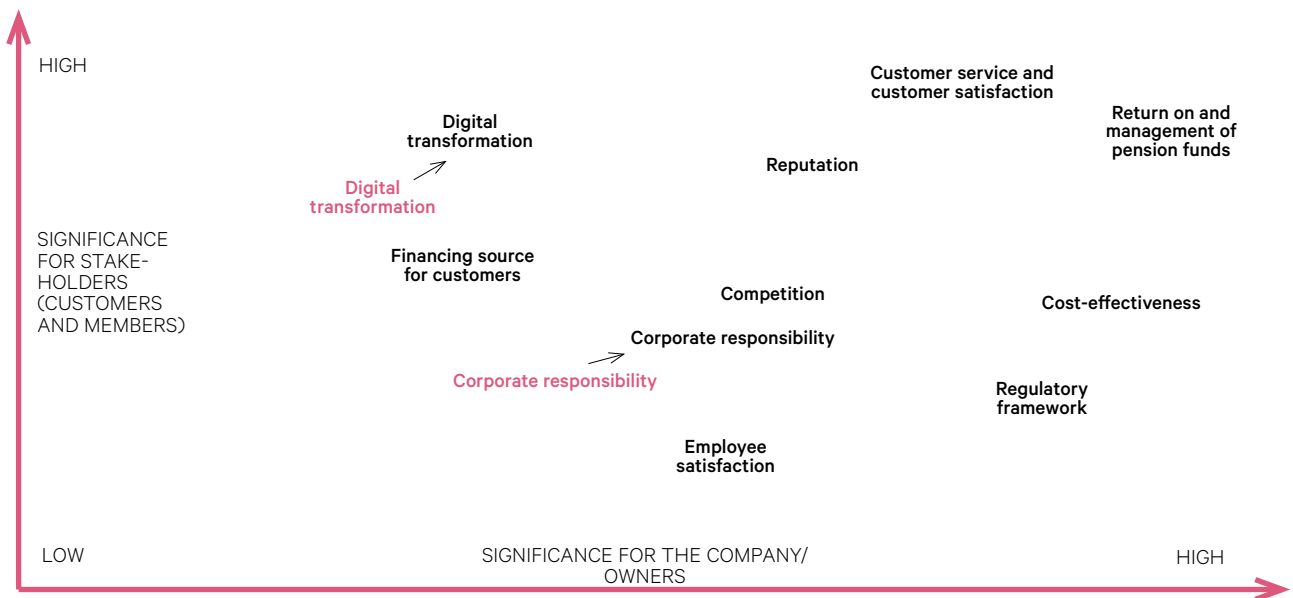 HIGH
Customer service and
customer satisfaction
Return on and
management of
pension funds
Digital
transformation
Reputation
Digital
transformation
SIGNIFICANCE
FOR STAKE-
HOLDERS
(CUSTOMERS
AND MEMBERS)
Financing source
for customers
Competition
Cost-effectiveness
Corporate responsibility
Corporate responsibility
Regulatory
framework
Employee
satisfaction
LOW
SIGNIFICANCE FOR THE COMPANY/
OWNERS
HIGH